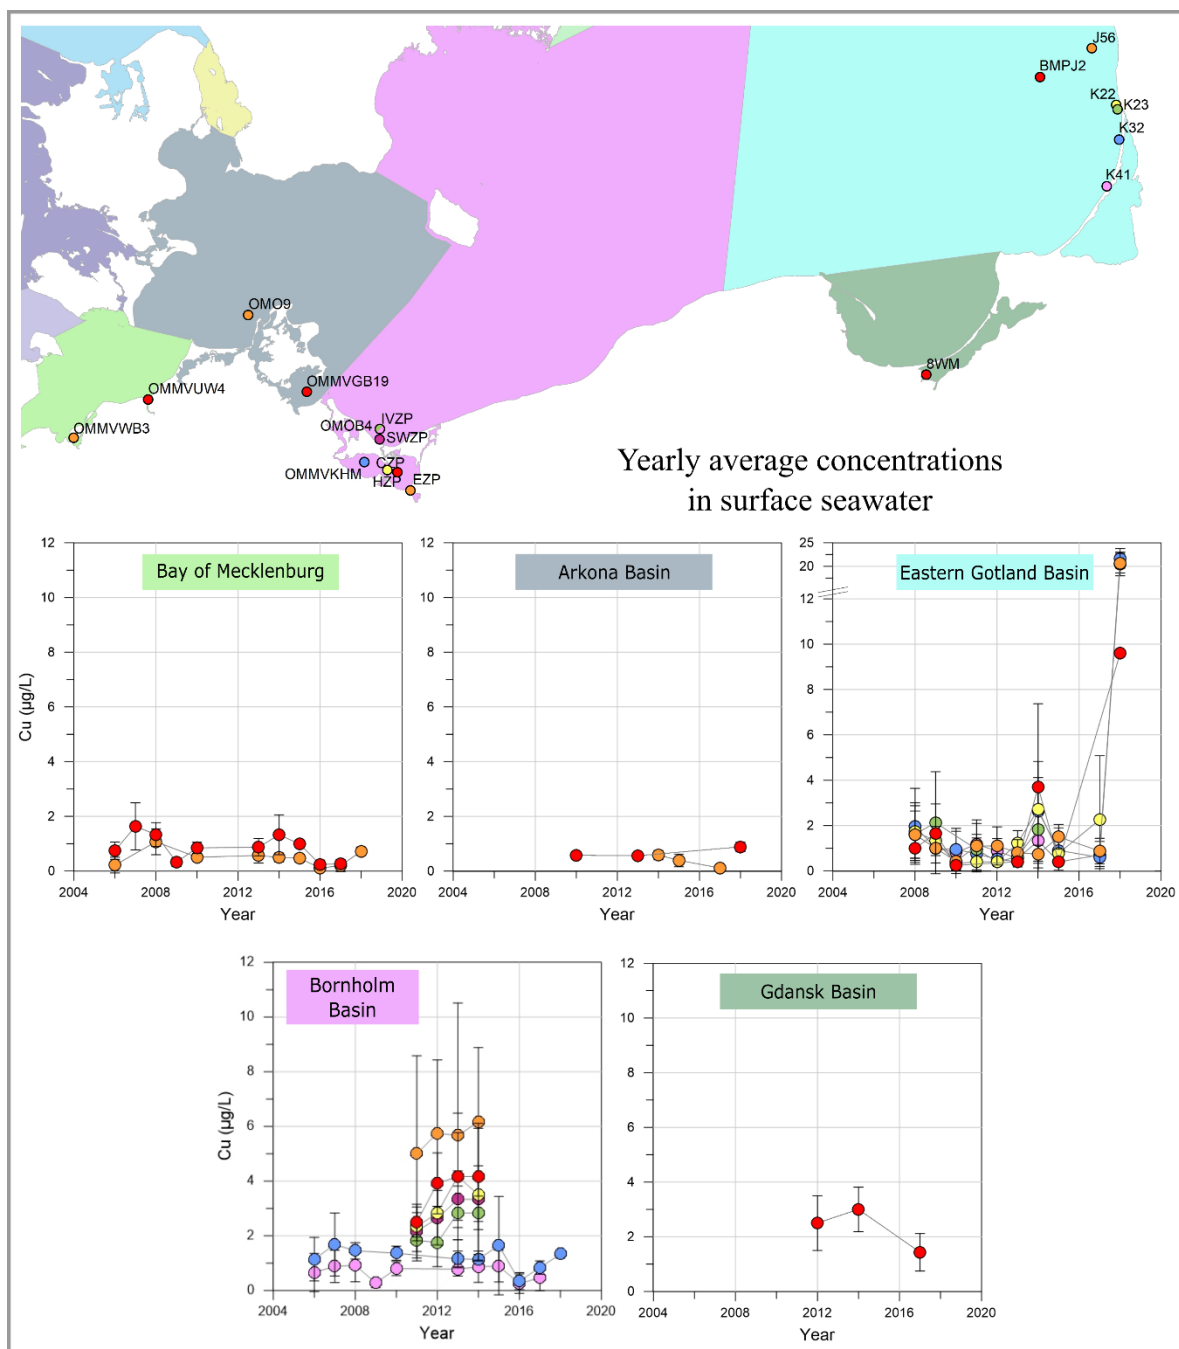 J56
BMPJ2
K22
K23
K32
K41
OMO9
8WM
OMMVGB19
OMMVUW4
IVZP
OMOB4
SWZP
OMMVWB3
CZP
OMMVKHM
HZP
EZP
Yearly average concentrations
in surface seawater
Bay of Mecklenburg
Cu (µg/L)
12
10
8
6
4
2
0
2004
2008
2012
2016
2020
Year
Arkona Basin
12
10
8
6
4
2
0
2004
2008
2012
2016
2020
Year
Eastern Gotland Basin
25
20
12
10
8
6
4
2
0
2004
2008
2012
2016
2020
Year
Bornholm
Basin
Cu (µg/L)
12
10
8
6
4
2
0
2004
2008
2012
2016
2020
Year
Gdansk Basin
12
10
8
6
4
2
0
2004
2008
2012
2016
2020
Year